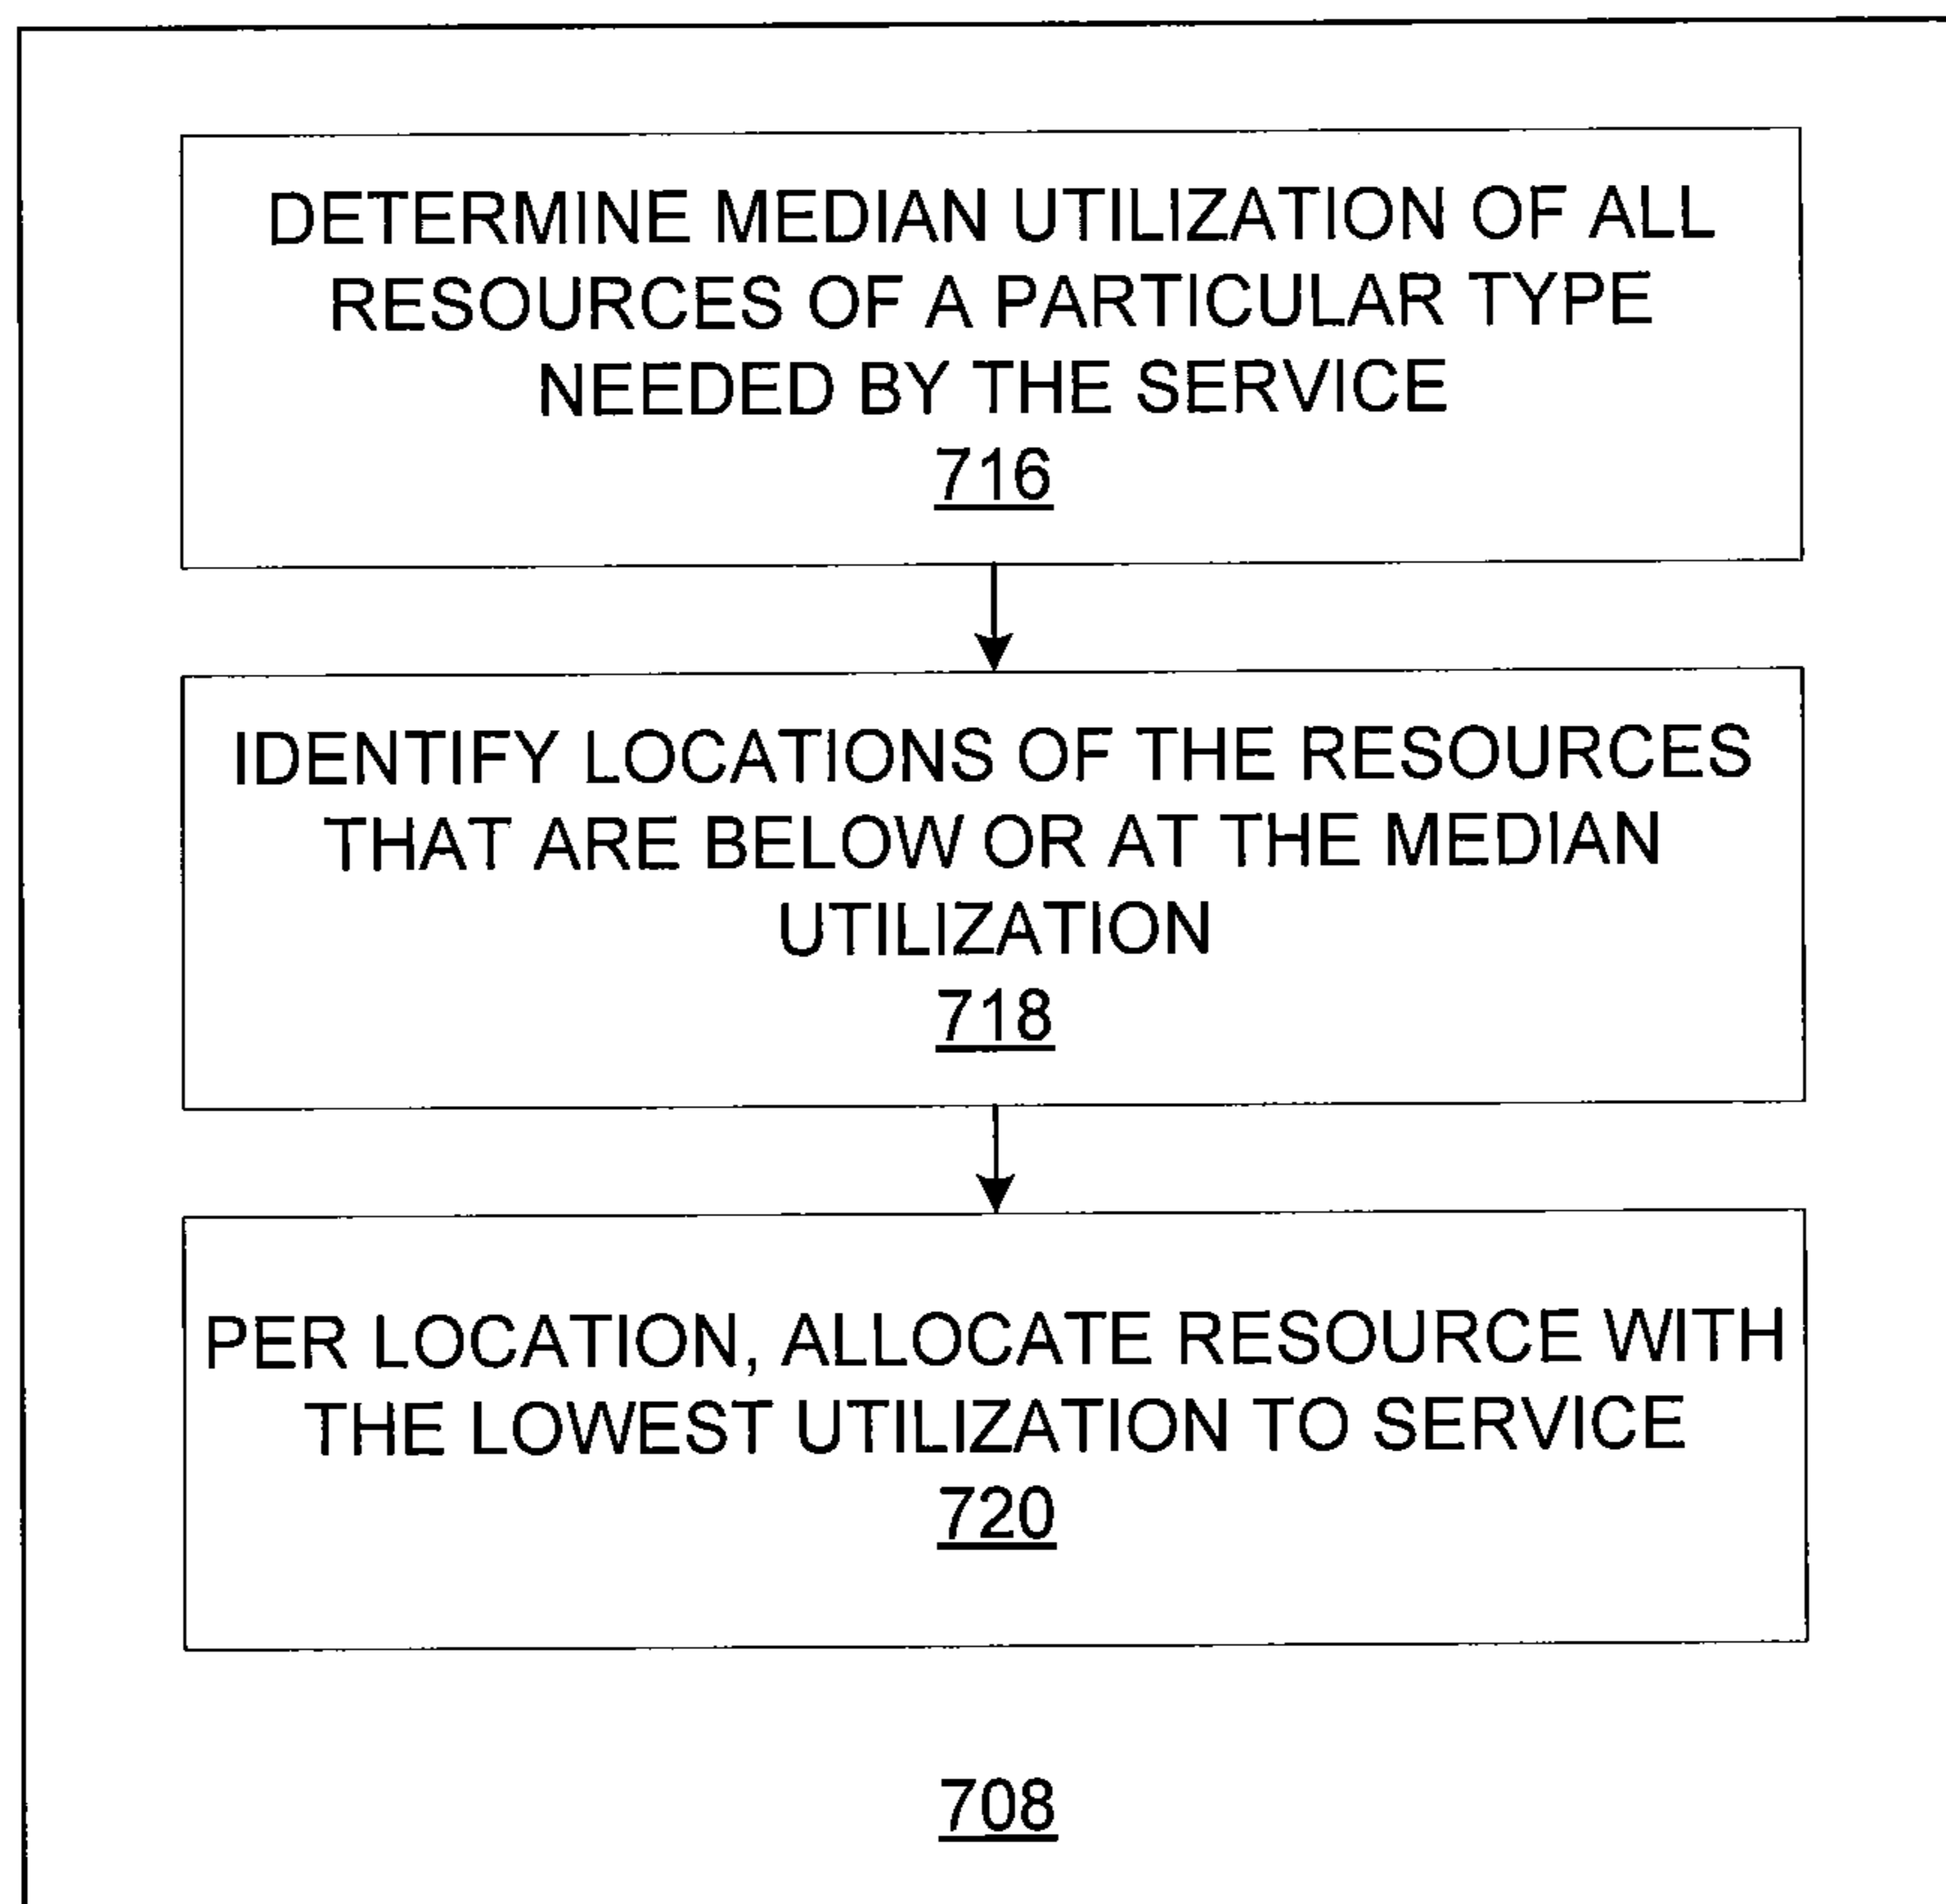 DETERMINE MEDIAN UTILIZATION OF ALL
RESOURCES OF A PARTICULAR TYPE
NEEDED BY THE SERVICE
716
IDENTIFY LOCATIONS OF THE RESOURCES
THAT ARE BELOW OR AT THE MEDIAN
UTILIZATION
718
PER LOCATION, ALLOCATE RESOURCE WITH
THE LOWEST UTILIZATION TO SERVICE
720
708